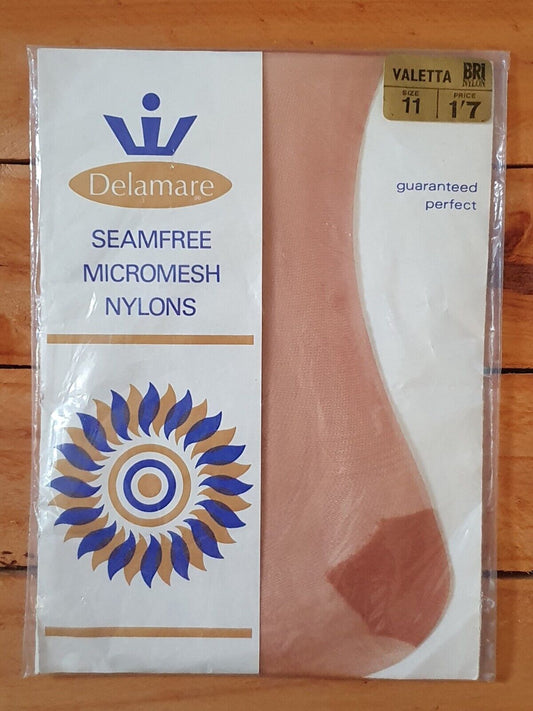 Delamare
SEAMFREE
MICROMESH
NYLONS
VALETTA BRI NYLON
SIZE 11 PRICE 1'7
guaranteed
perfect